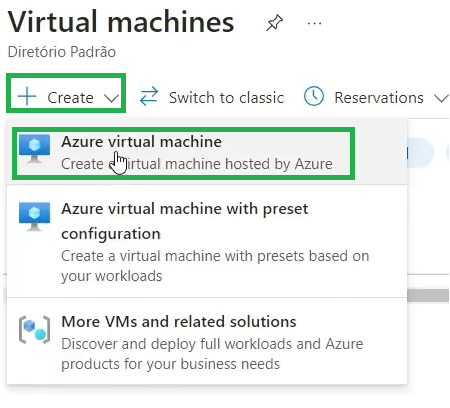 Virtual machines
Diretório Padrão
Create
Switch to classic
Reservations
Azure virtual machine
Create a virtual machine hosted by Azure
Azure virtual machine with preset
configuration
Create a virtual machine with presets based on
your workloads
More VMs and related solutions
Discover and deploy full workloads and Azure
products for your business needs